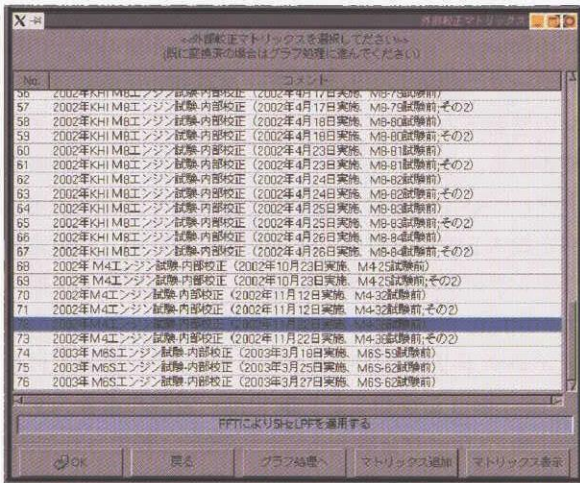 外部較正マトリックス
外部較正マトリックスを選択してください
(既に変換済の場合はグラフ処理に進んでください)
No. コメント
56 2002年KHI M8エンジン試験-内部校正 (2002年4月17日実施、M8-79試験前)
57 2002年KHI M8エンジン試験-内部校正 (2002年4月17日実施、M8-79試験前;その2)
58 2002年KHI M8エンジン試験-内部校正 (2002年4月18日実施、M8-80試験前)
59 2002年KHI M8エンジン試験-内部校正 (2002年4月18日実施、M8-80試験前;その2)
60 2002年KHI M8エンジン試験-内部校正 (2002年4月23日実施、M8-81試験前)
61 2002年KHI M8エンジン試験-内部校正 (2002年4月23日実施、M8-81試験前;その2)
62 2002年KHI M8エンジン試験-内部校正 (2002年4月24日実施、M8-82試験前)
63 2002年KHI M8エンジン試験-内部校正 (2002年4月24日実施、M8-82試験前;その2)
64 2002年KHI M8エンジン試験-内部校正 (2002年4月25日実施、M8-83試験前)
65 2002年KHI M8エンジン試験-内部校正 (2002年4月25日実施、M8-83試験前;その2)
66 2002年KHI M8エンジン試験-内部校正 (2002年4月26日実施、M8-84試験前)
67 2002年KHI M8エンジン試験-内部校正 (2002年4月26日実施、M8-84試験前;その2)
68 2002年 M4エンジン試験-内部校正 (2002年10月23日実施、M4-25試験前)
69 2002年 M4エンジン試験-内部校正 (2002年10月23日実施、M4-25試験前;その2)
70 2002年 M4エンジン試験-内部校正 (2002年11月12日実施、M4-32試験前)
71 2002年 M4エンジン試験-内部校正 (2002年11月12日実施、M4-32試験前;その2)
73 2002年 M4エンジン試験-内部校正 (2002年11月22日実施、M4-36試験前;その2)
74 2003年 M6Sエンジン試験-内部校正 (2003年3月18日実施、M6S-59試験前)
75 2003年 M6Sエンジン試験-内部校正 (2003年3月25日実施、M6S-62試験前)
76 2003年 M6Sエンジン試験-内部校正 (2003年3月27日実施、M6S-62試験前)
FFTにより5HzLPFを適用する
OK 戻る グラフ処理へ マトリックス追加 マトリックス表示